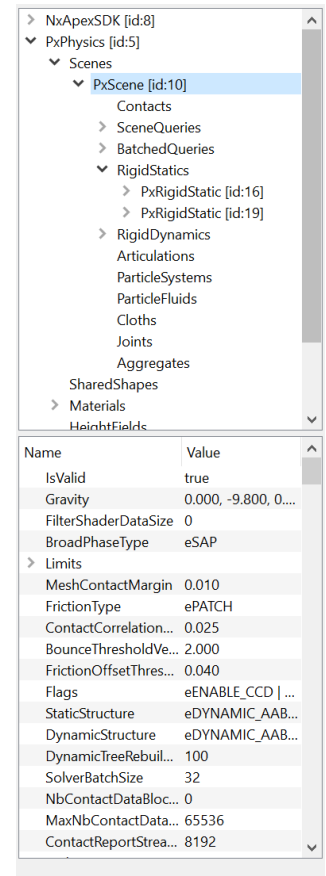 NxApexSDK [id:8]
PxPhysics [id:5]
Scenes
PxScene [id:10]
Contacts
SceneQueries
BatchedQueries
RigidStatics
PxRigidStatic [id:16]
PxRigidStatic [id:19]
RigidDynamics
Articulations
ParticleSystems
ParticleFluids
Cloths
Joints
Aggregates
SharedShapes
Materials
HeightFields
Name Value
IsValid true
Gravity 0.000, -9.800, 0....
FilterShaderDataSize 0
BroadPhaseType eSAP
Limits
MeshContactMargin 0.010
FrictionType ePATCH
ContactCorrelation... 0.025
BounceThresholdVe... 2.000
FrictionOffsetThres... 0.040
Flags eENABLE_CCD | ...
StaticStructure eDYNAMIC_AAB...
DynamicStructure eDYNAMIC_AAB...
DynamicTreeRebuil... 100
SolverBatchSize 32
NbContactDataBloc... 0
MaxNbContactData... 65536
ContactReportStrea... 8192